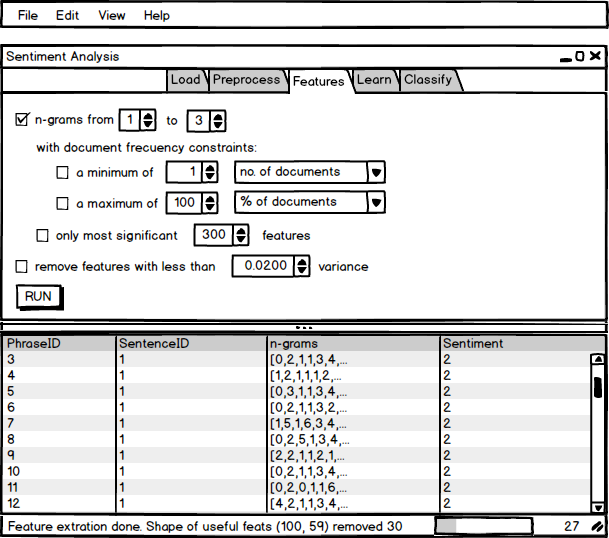 File Edit View Help
Sentiment Analysis
Load Preprocess Features Learn Classify
n-grams from 1 to 3
with document frecuency constraints:
a minimum of 1 no. of documents
a maximum of 100 % of documents
only most significant 300 features
remove features with less than 0.0200 variance
RUN
PhraseID SentenceID n-grams Sentiment
3 1 [0,2,1,1,3,4,... 2
4 1 [1,2,1,1,1,2,... 2
5 1 [0,3,1,1,3,4,... 2
6 1 [0,2,1,1,3,2,... 2
7 1 [1,5,1,6,3,4,... 2
8 1 [0,2,5,1,3,4,... 2
9 1 [2,2,1,1,2,1,... 2
10 1 [0,2,1,1,3,4,... 2
11 1 [0,2,0,1,1,6,... 2
12 1 [4,2,1,1,3,4,... 2
Feature extration done. Shape of useful feats (100, 59) removed 30 27